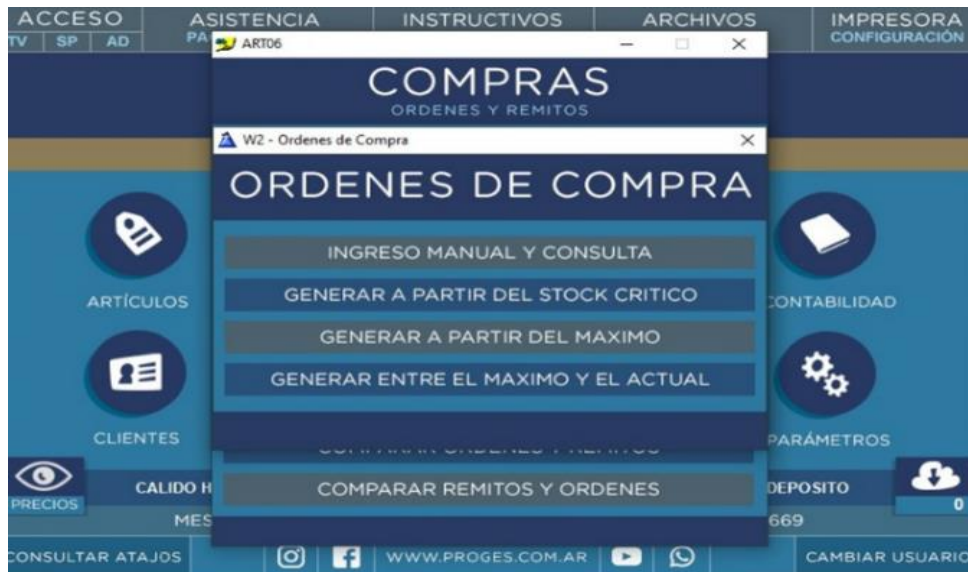 ACCESO
ASISTENCIA
INSTRUCTIVOS
ARCHIVOS
IMPRESORA
TV SP AD
PA
CONFIGURACIÓN
ART06
COMPRAS
ORDENES Y REMITOS
W2 - Ordenes de Compra
ORDENES DE COMPRA
INGRESO MANUAL Y CONSULTA
GENERAR A PARTIR DEL STOCK CRITICO
GENERAR A PARTIR DEL MAXIMO
GENERAR ENTRE EL MAXIMO Y EL ACTUAL
ARTÍCULOS
CONTABILIDAD
CLIENTES
PARÁMETROS
COMPARAR REMITOS Y ORDENES
PRECIOS
CALIDO H
DEPOSITO
0
MES
669
CONSULTAR ATAJOS
WWW.PROGES.COM.AR
CAMBIAR USUARIO